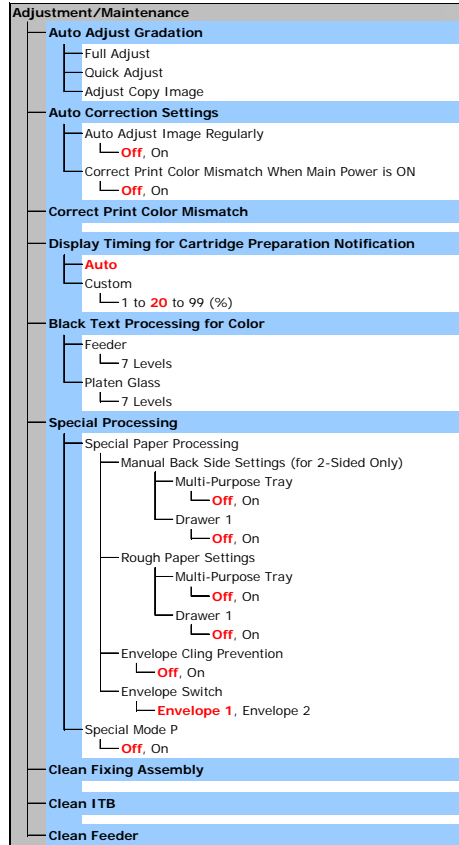 Adjustment/Maintenance
Auto Adjust Gradation
Full Adjust
Quick Adjust
Adjust Copy Image
Auto Correction Settings
Auto Adjust Image Regularly
Off, On
Correct Print Color Mismatch When Main Power is ON
Off, On
Correct Print Color Mismatch
Display Timing for Cartridge Preparation Notification
Auto
Custom
1 to 20 to 99 (%)
Black Text Processing for Color
Feeder
7 Levels
Platen Glass
7 Levels
Special Processing
Special Paper Processing
Manual Back Side Settings (for 2-Sided Only)
Multi-Purpose Tray
Off, On
Drawer 1
Off, On
Rough Paper Settings
Multi-Purpose Tray
Off, On
Drawer 1
Off, On
Envelope Cling Prevention
Off, On
Envelope Switch
Envelope 1, Envelope 2
Special Mode P
Off, On
Clean Fixing Assembly
Clean ITB
Clean Feeder